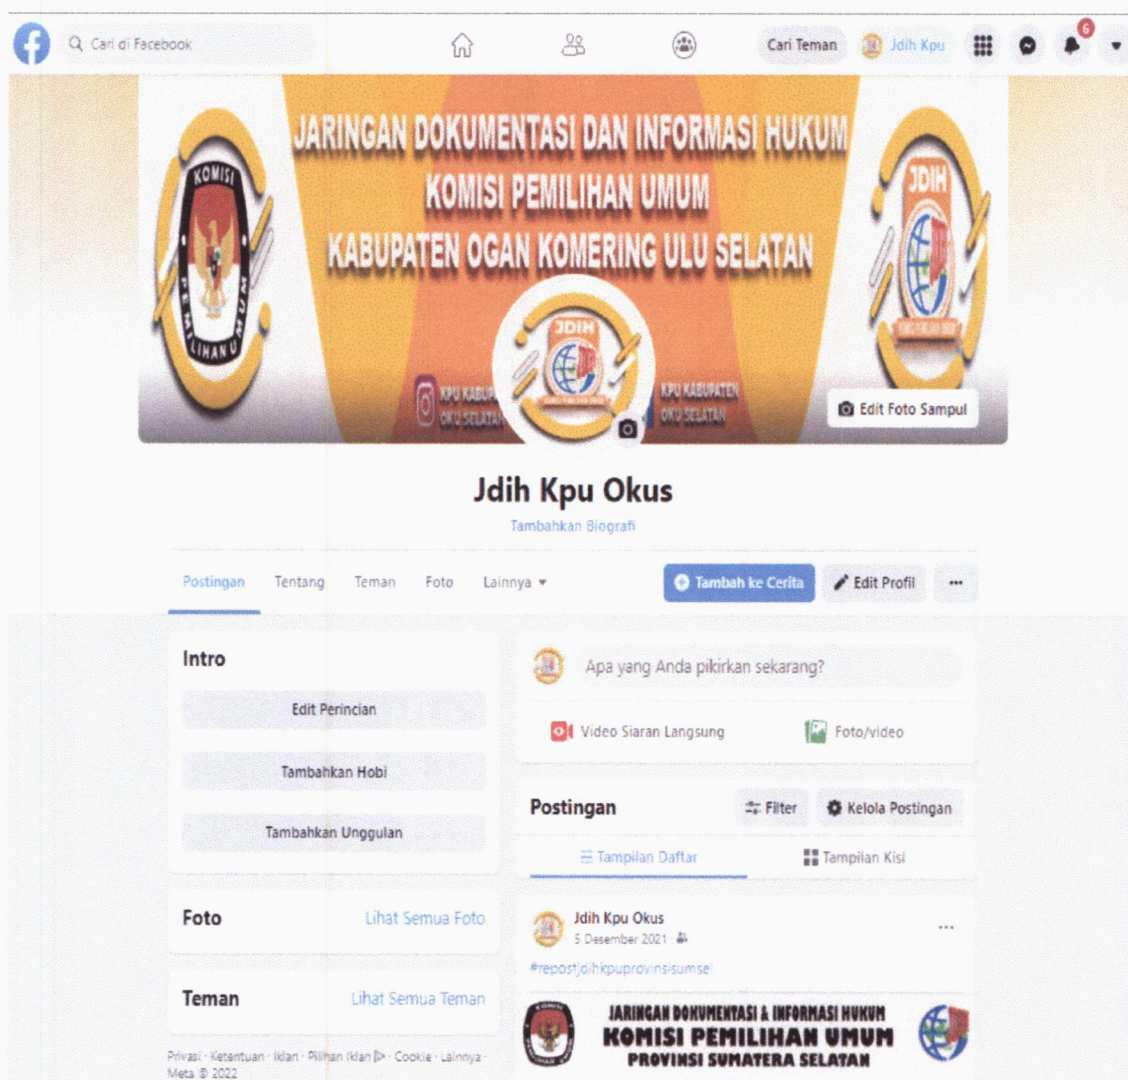 Cari di Facebook
Cari Teman
Jdih Kpu
6
JARINGAN DOKUMENTASI DAN INFORMASI HUKUM
KOMISI PEMILIHAN UMUM
KABUPATEN OGAN KOMERING ULU SELATAN
KOMISI
PEMILIHAN UMUM
JDIH
JDIH
KPU KABUPA
OKU SELATAN
KPU KABUPATEN
OKU SELATAN
Edit Foto Sampul
Jdih Kpu Okus
Tambahkan Biografi
Postingan
Tentang
Teman
Foto
Lainnya
Tambah ke Cerita
Edit Profil
Intro
Edit Perincian
Tambahkan Hobi
Tambahkan Unggulan
Foto
Lihat Semua Foto
Teman
Lihat Semua Teman
Privasi · Ketentuan · Iklan · Pilihan Iklan · Cookie · Lainnya ·
Meta © 2022
Apa yang Anda pikirkan sekarang?
Video Siaran Langsung
Foto/video
Postingan
Filter
Kelola Postingan
Tampilan Daftar
Tampilan Kisi
Jdih Kpu Okus
5 Desember 2021
#repostjdihkpuprovinsisumsel
JARINGAN DOKUMENTASI & INFORMASI HUKUM
KOMISI PEMILIHAN UMUM
PROVINSI SUMATERA SELATAN